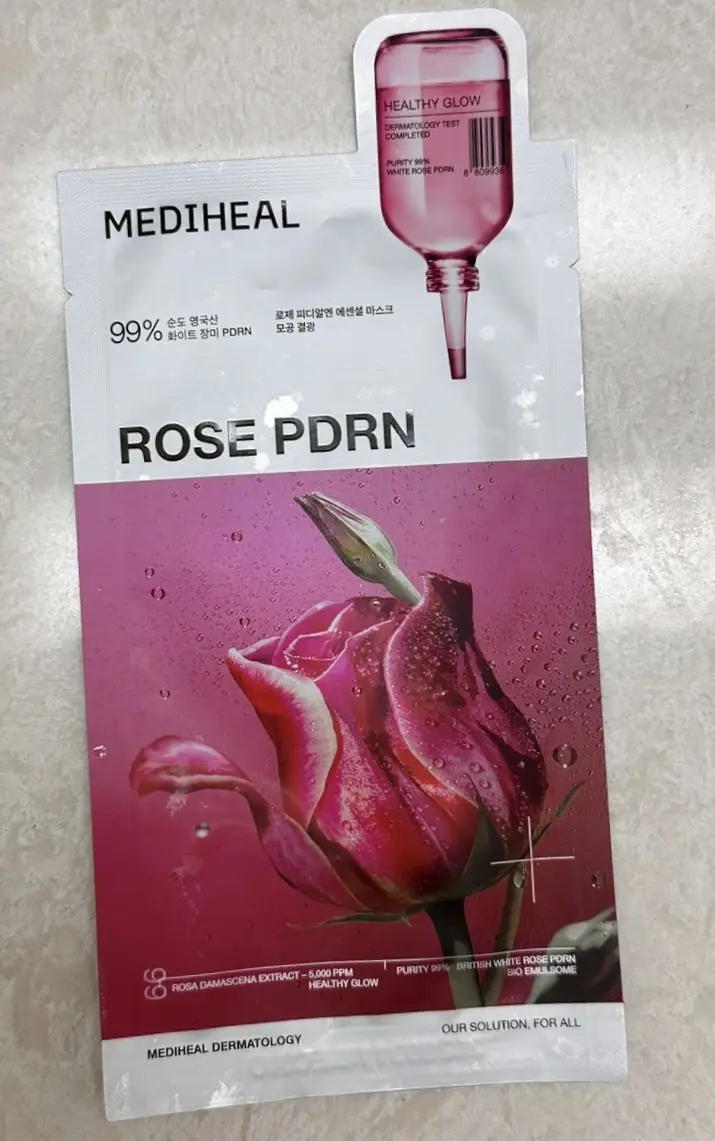 HEALTHY GLOW
DERMATOLOGY TEST
COMPLETED
PURITY 99%
WHITE ROSE PDRN
8 809936
MEDIHEAL
99% 순도 영국산
화이트 장미 PDRN
로제 피디알엔 에센셜 마스크
모공 결광
ROSE PDRN
99
ROSA DAMASCENA EXTRACT – 5,000 PPM
HEALTHY GLOW
PURITY 99% BRITISH WHITE ROSE PDRN
BIO EMULSOME
MEDIHEAL DERMATOLOGY
OUR SOLUTION, FOR ALL